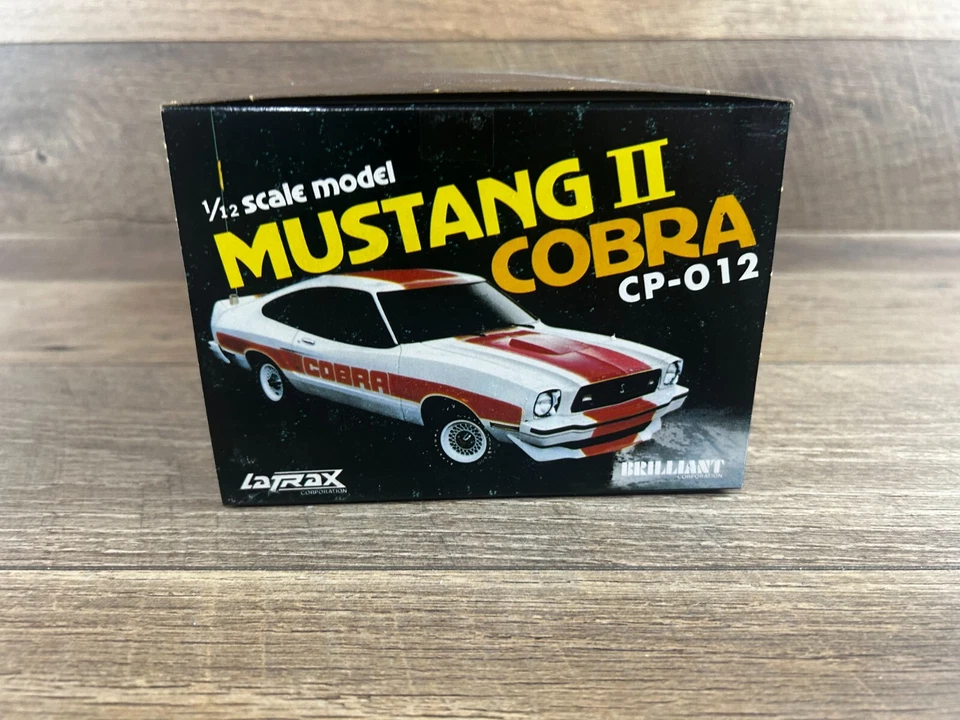 1/12 scale model
MUSTANG II
COBRA
CP-012
COBRA
LaTRAX
CORPORATION
BRILLIANT
CORPORATION